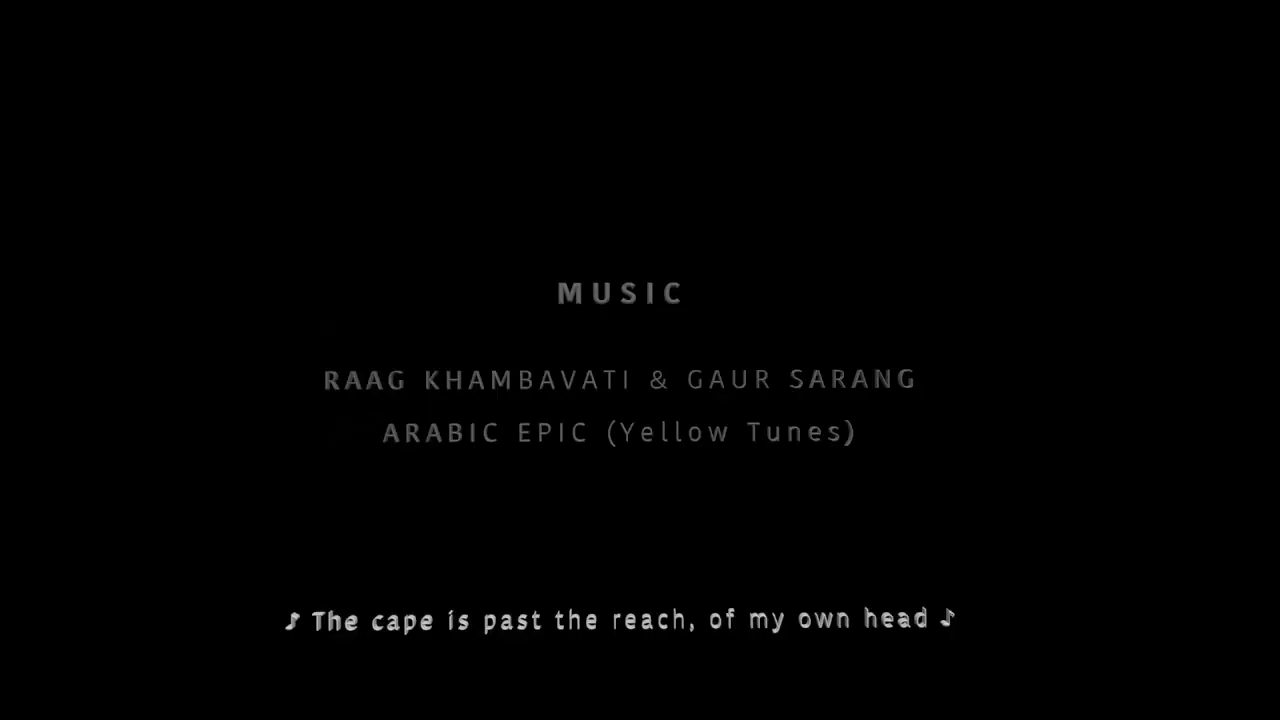 MUSIC
RAAG KHAMBAVATI & GAUR SARANG
ARABIC EPIC (Yellow Tunes)
♪ The cape is past the reach, of my own head ♪